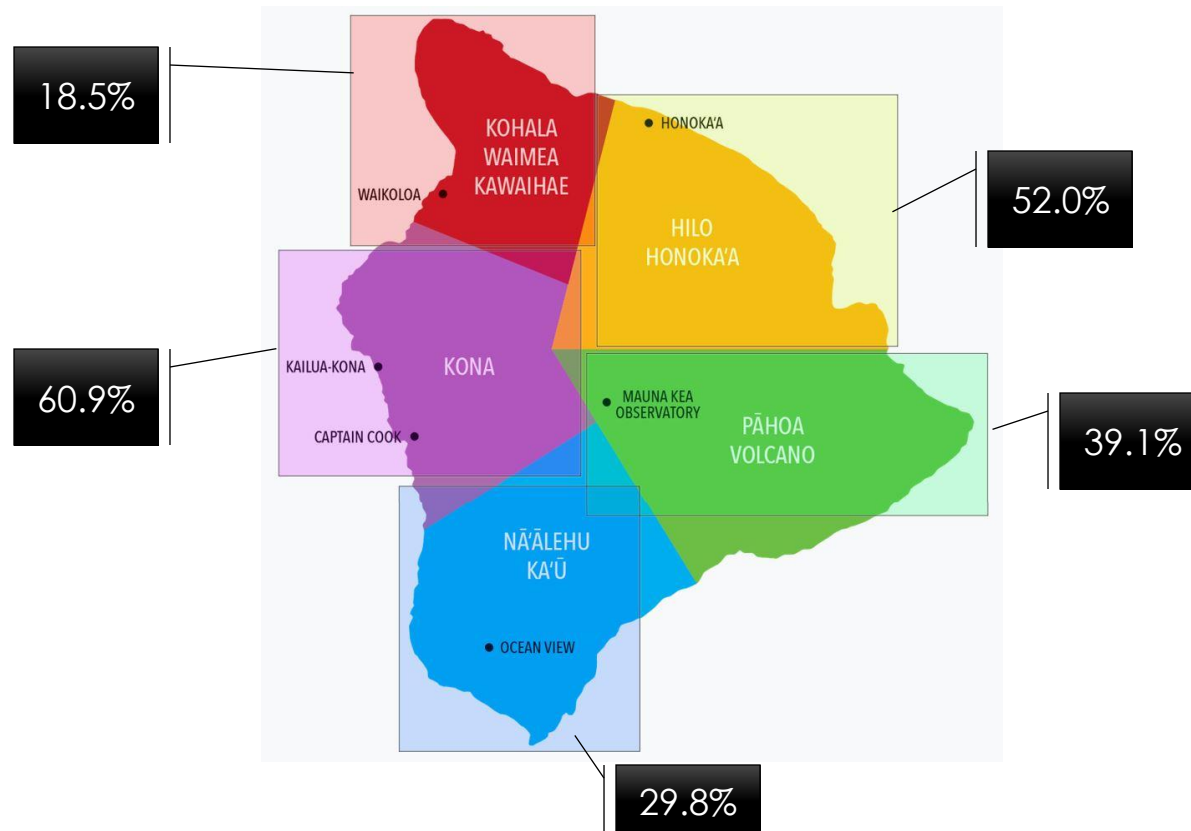 18.5%
KOHALA
WAIMEA
KAWAIHAE
WAIKOLOA
HONOKA'A
HILO
HONOKA'A
52.0%
60.9%
KAILUA-KONA
KONA
CAPTAIN COOK
MAUNA KEA
OBSERVATORY
PĀHOA
VOLCANO
39.1%
NĀ'ĀLEHU
KA'Ū
OCEAN VIEW
29.8%